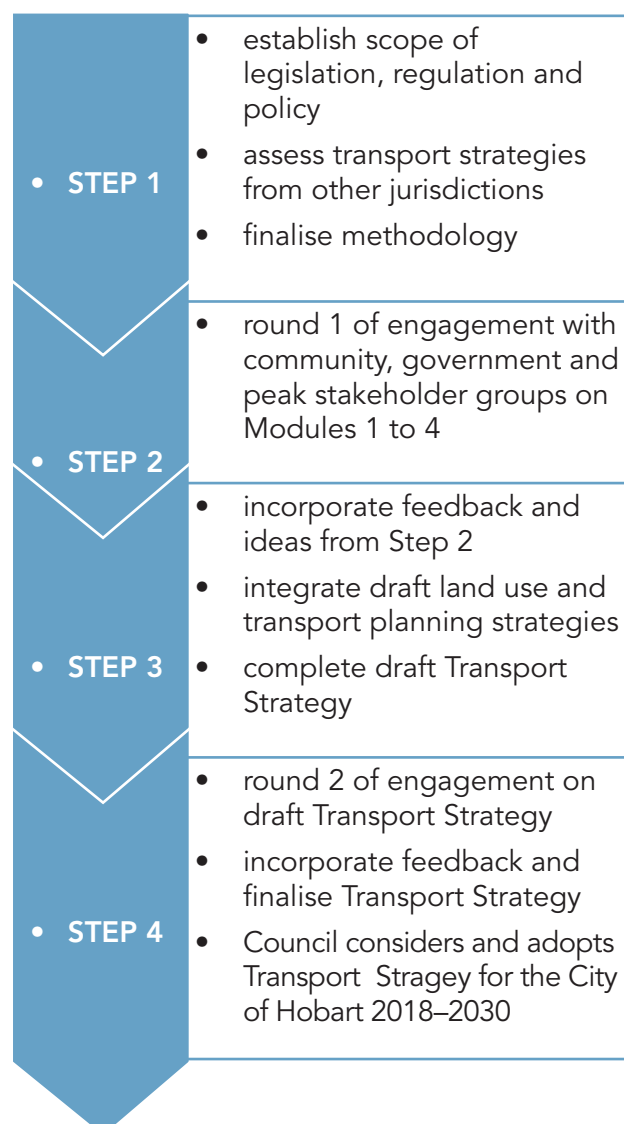 • STEP 1
• establish scope of
legislation, regulation and
policy
• assess transport strategies
from other jurisdictions
• finalise methodology
• STEP 2
• round 1 of engagement with
community, government and
peak stakeholder groups on
Modules 1 to 4
• STEP 3
• incorporate feedback and
ideas from Step 2
• integrate draft land use and
transport planning strategies
• complete draft Transport
Strategy
• STEP 4
• round 2 of engagement on
draft Transport Strategy
• incorporate feedback and
finalise Transport Strategy
• Council considers and adopts
Transport Stragey for the City
of Hobart 2018–2030